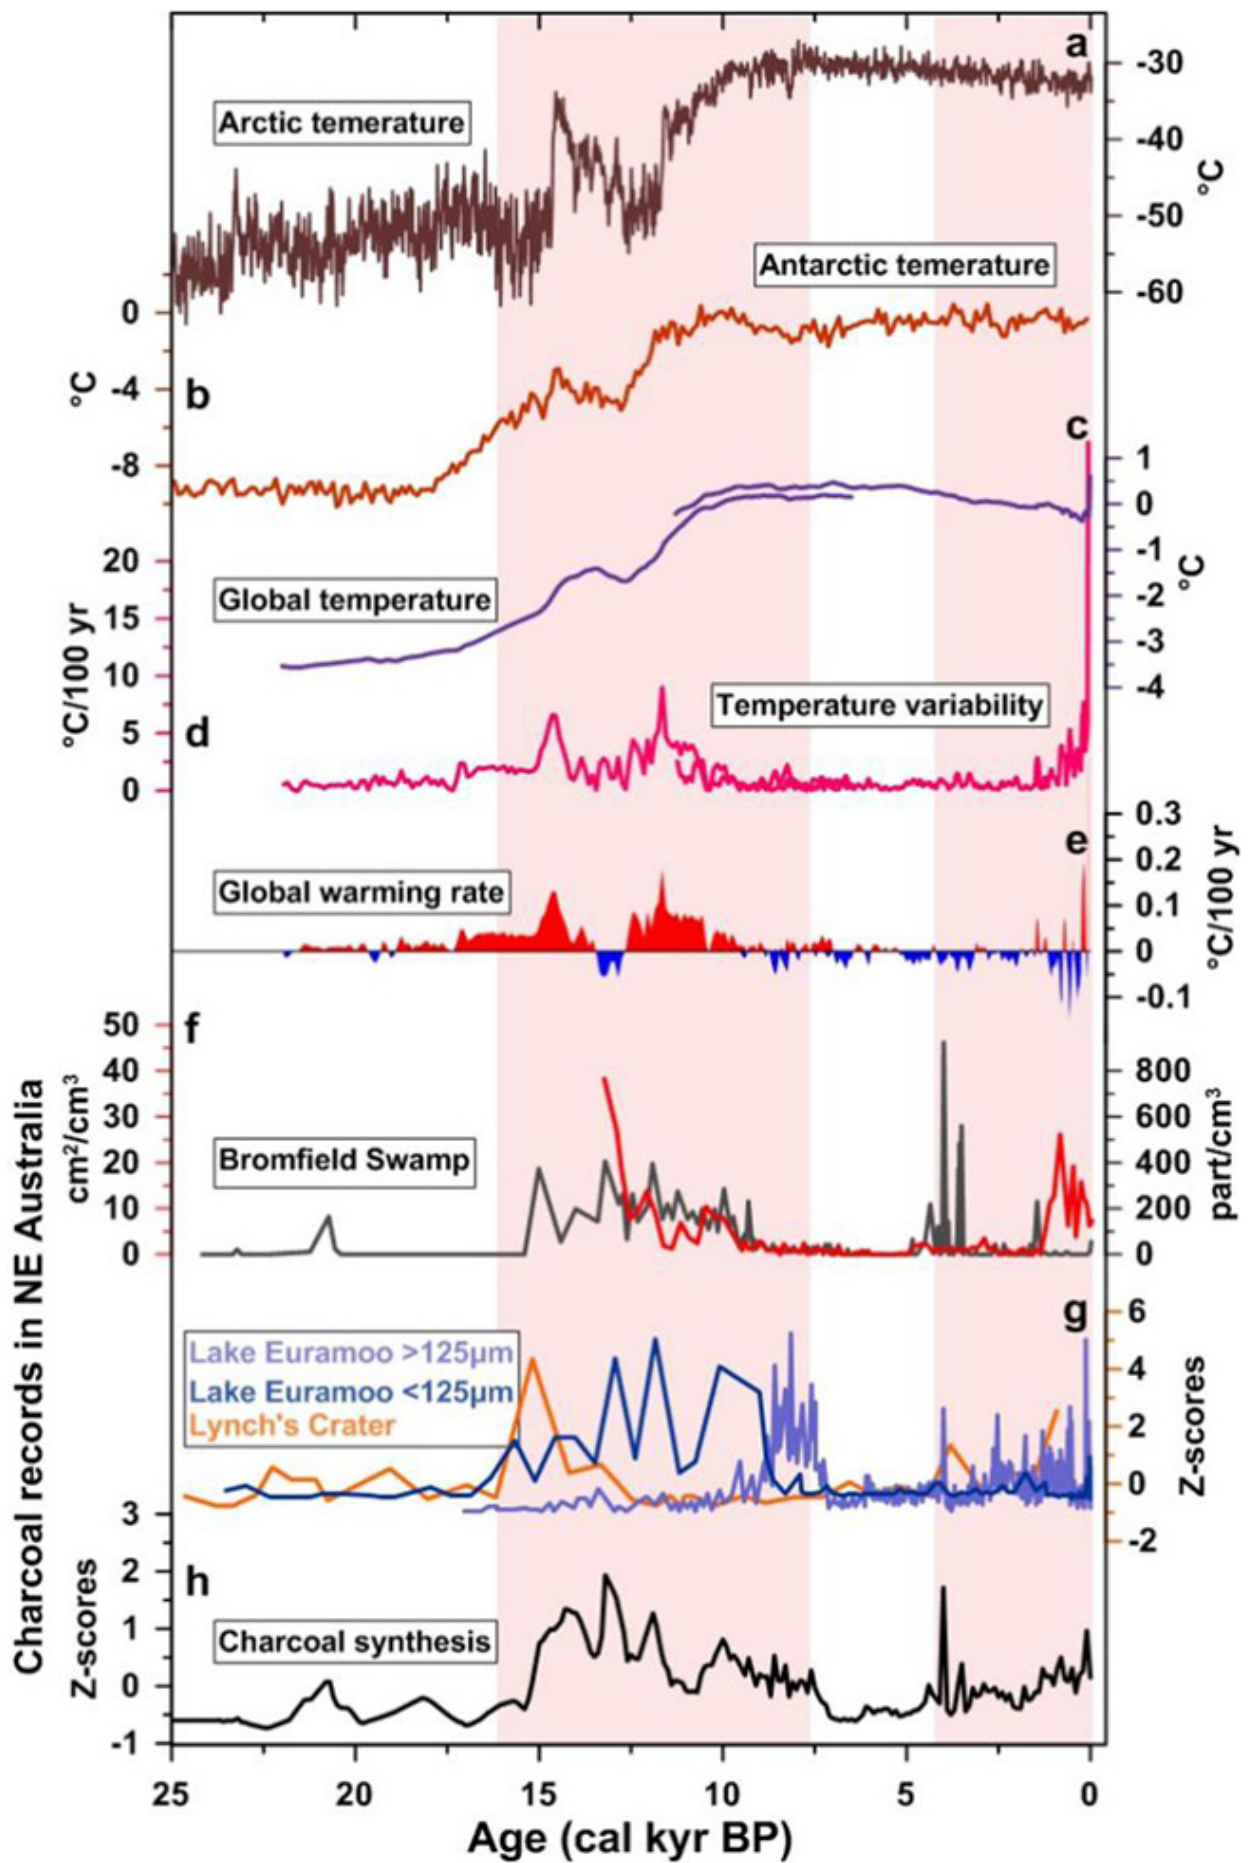 a
-30
Arctic temerature
-40
°C
-50
Antarctic temerature
-60
0
°C
-4
b
-8
c
1
0
-1
°C
-2
-3
-4
20
15
°C/100 yr
10
5
0
Global temperature
Temperature variability
d
0.3
e
0.2
°C/100 yr
0.1
0
-0.1
Global warming rate
Charcoal records in NE Australia
50
f
40
cm²/cm³
30
20
10
0
Bromfield Swamp
800
600
part/cm³
400
200
0
g
6
4
Z-scores
2
0
-2
Lake Euramoo >125µm
Lake Euramoo <125µm
Lynch's Crater
3
2
h
Z-scores
1
0
-1
Charcoal synthesis
25 20 15 10 5 0
Age (cal kyr BP)